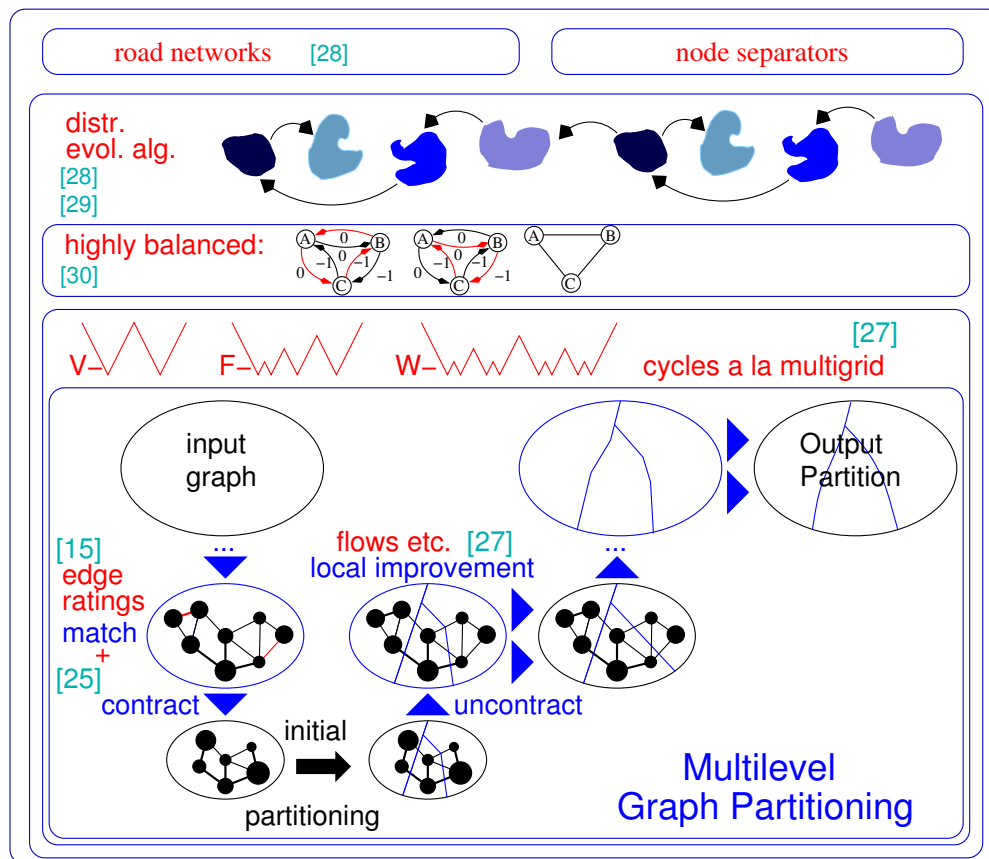 road networks [28]
node separators
distr.
evol. alg.
[28]
[29]
highly balanced:
[30]
A 0 B
0 −1 0 −1 −1
C
A 0 B
0 −1 0 −1 −1
C
A B
C
V– F– W– cycles a la multigrid
[27]
input
graph
Output
Partition
...
...
[15]
edge
ratings
match
+
[25]
flows etc. [27]
local improvement
contract
uncontract
initial
partitioning
Multilevel
Graph Partitioning